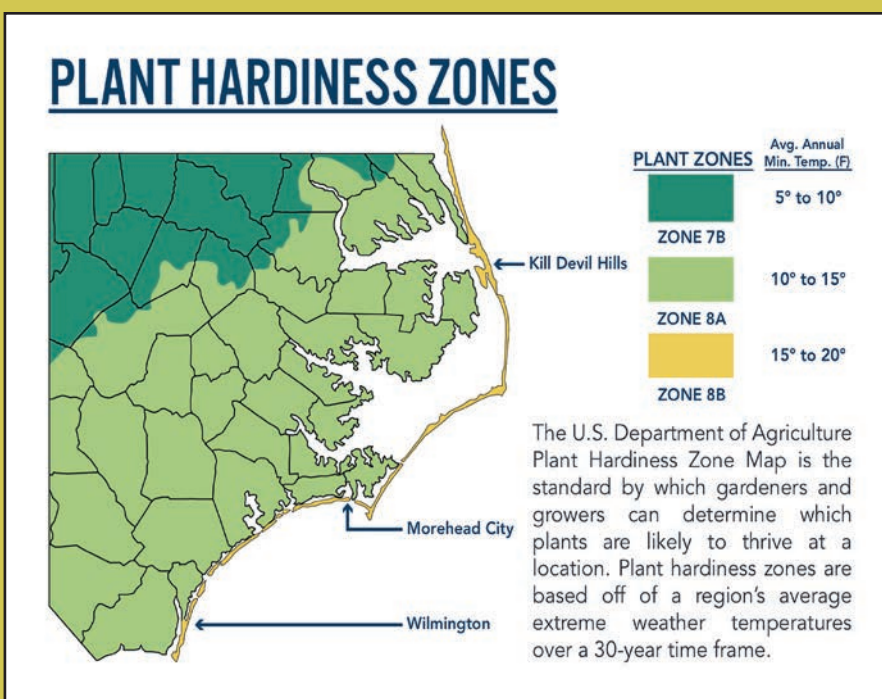 PLANT HARDINESS ZONES
PLANT ZONES
Avg. Annual
Min. Temp. (F)
5° to 10°
ZONE 7B
10° to 15°
ZONE 8A
15° to 20°
ZONE 8B
Kill Devil Hills
Morehead City
Wilmington
The U.S. Department of Agriculture
Plant Hardiness Zone Map is the
standard by which gardeners and
growers can determine which
plants are likely to thrive at a
location. Plant hardiness zones are
based off of a region's average
extreme weather temperatures
over a 30-year time frame.